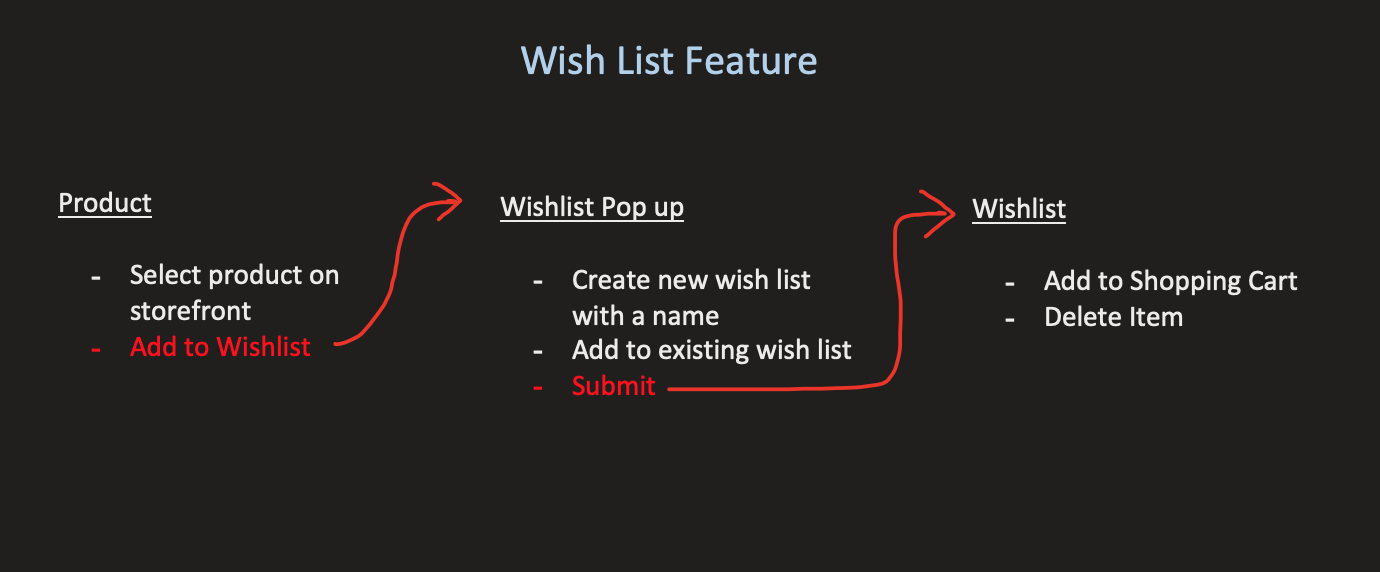 Wish List Feature
Product
- Select product on
storefront
- Add to Wishlist
Wishlist Pop up
- Create new wish list
with a name
- Add to existing wish list
- Submit
Wishlist
- Add to Shopping Cart
- Delete Item